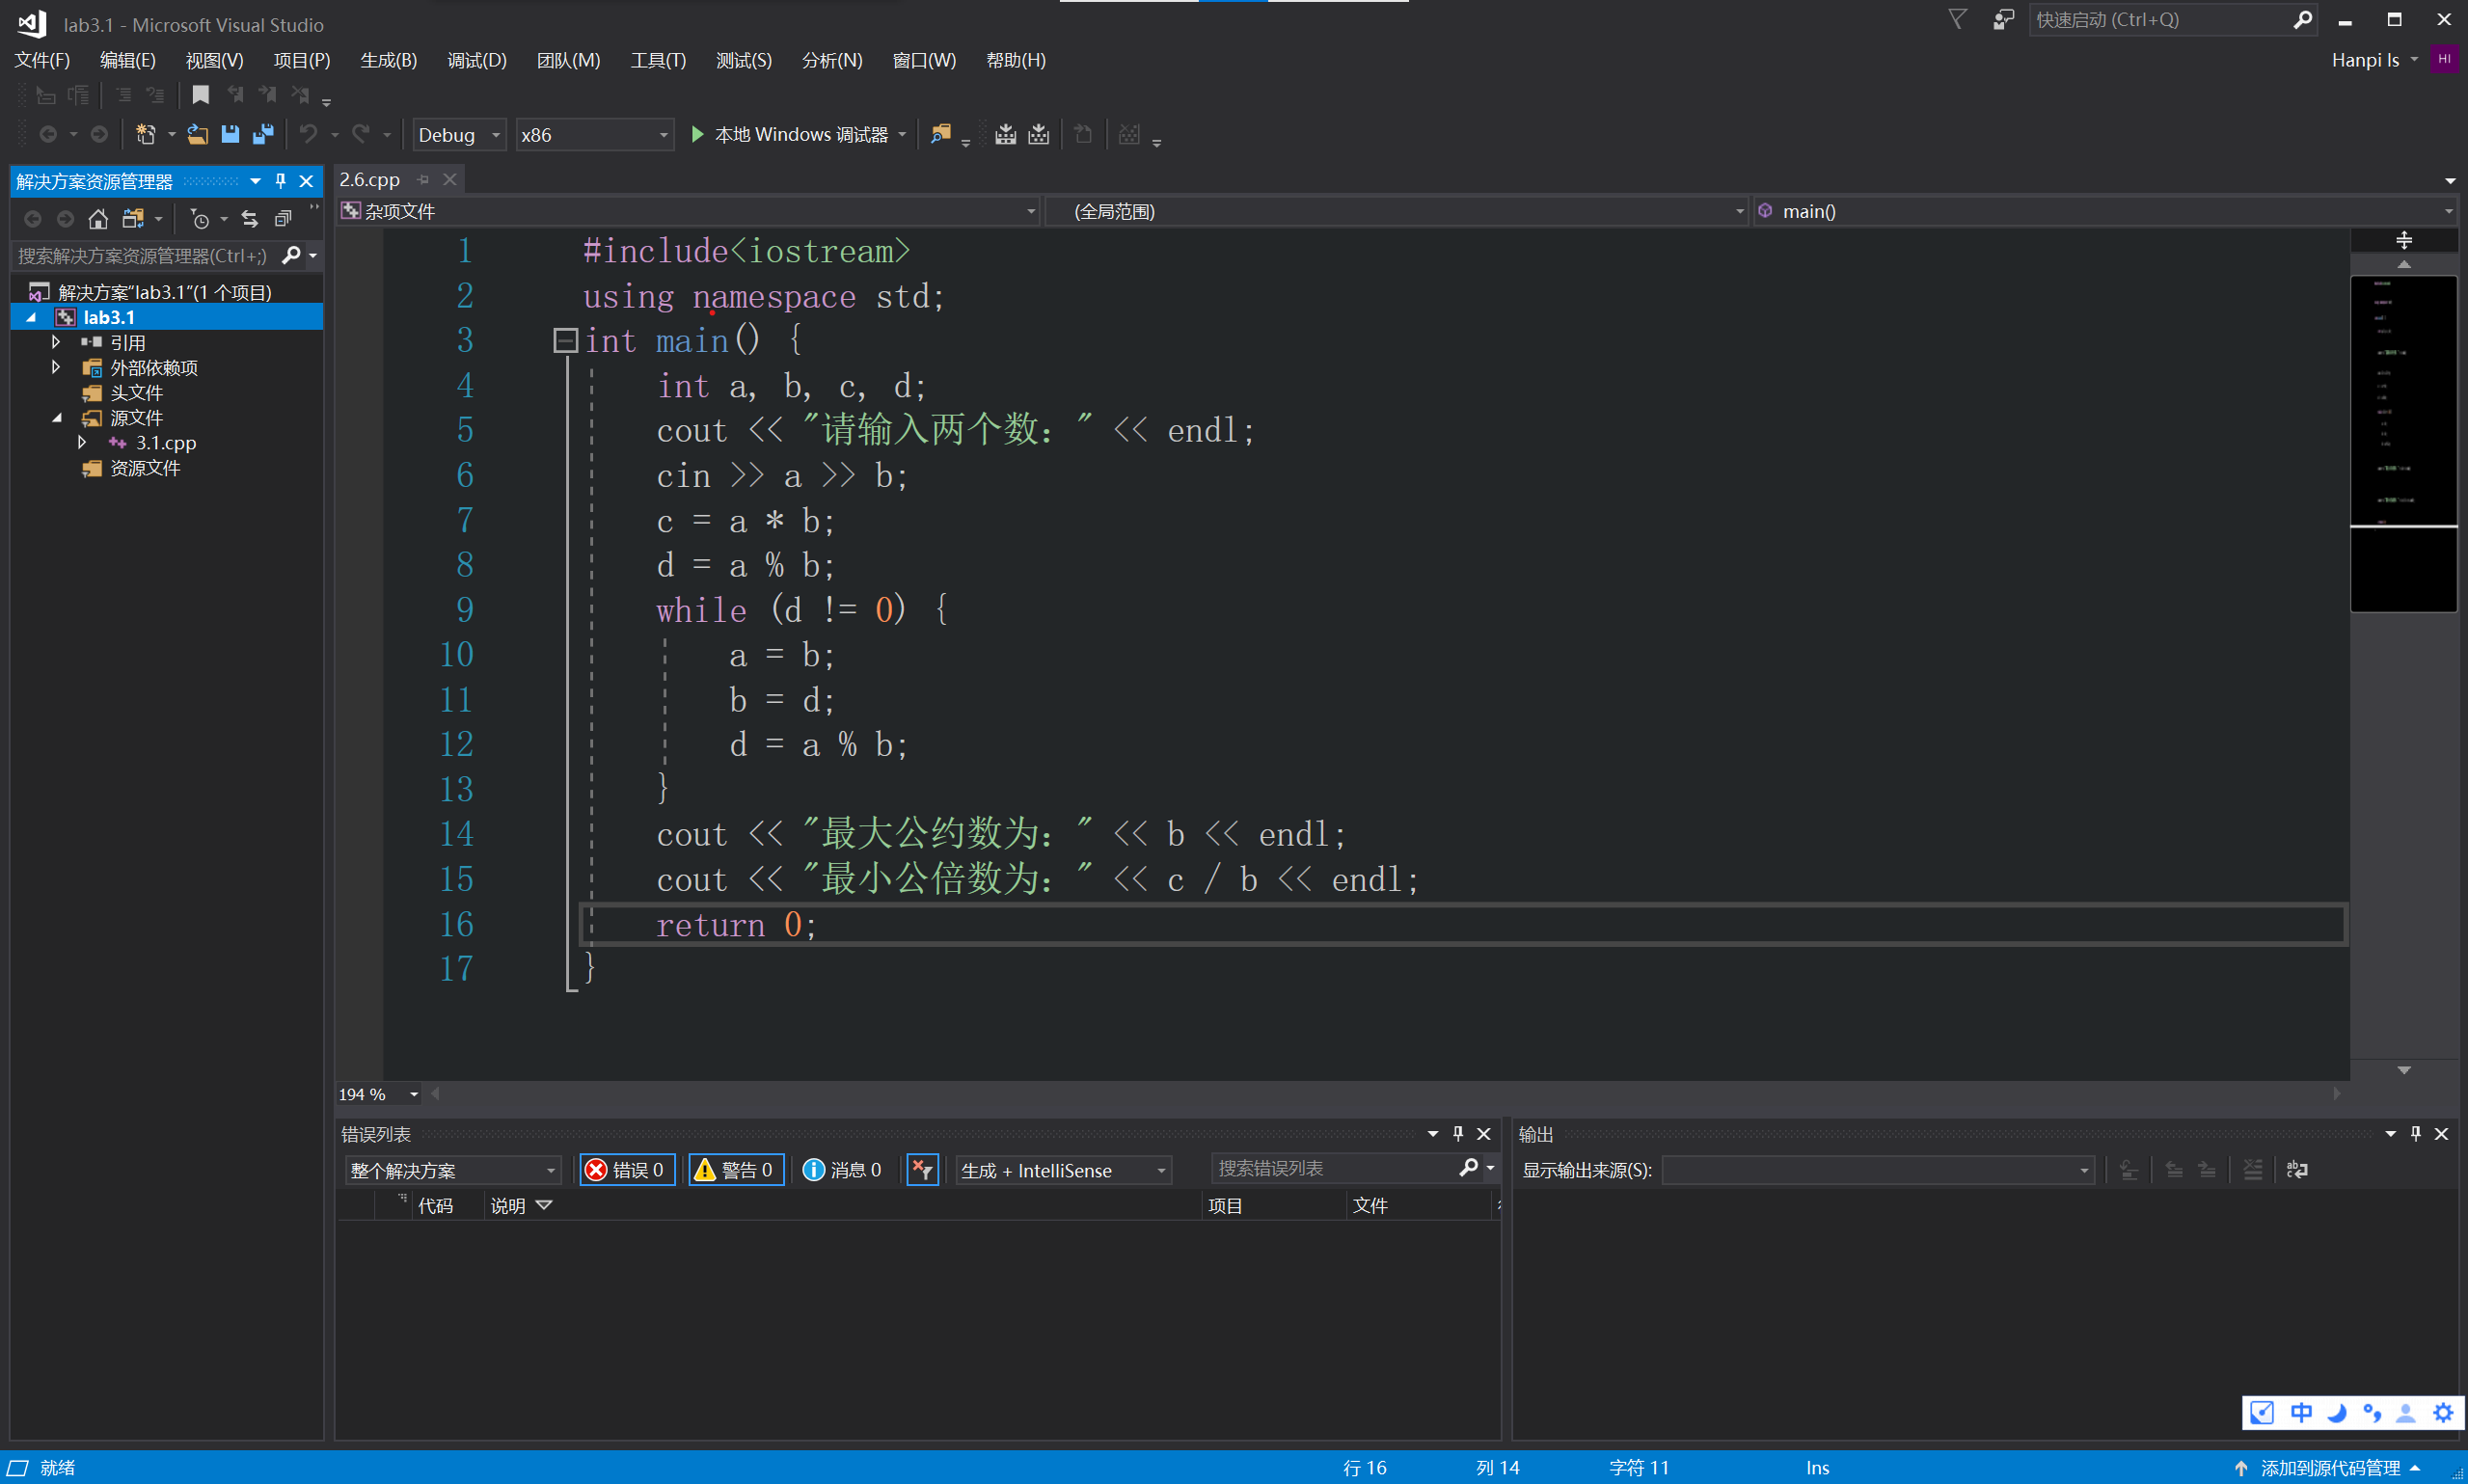 lab3.1 - Microsoft Visual Studio
快速启动 (Ctrl+Q)
文件(F) 编辑(E) 视图(V) 项目(P) 生成(B) 调试(D) 团队(M) 工具(T) 测试(S) 分析(N) 窗口(W) 帮助(H)
Hanpi Is HI
Debug x86 本地 Windows 调试器
解决方案资源管理器
搜索解决方案资源管理器(Ctrl+;)
解决方案"lab3.1"(1 个项目)
lab3.1
引用
外部依赖项
头文件
源文件
3.1.cpp
资源文件
2.6.cpp
杂项文件 (全局范围) main()
1 #include<iostream>
2 using namespace std;
3 int main() {
4 int a, b, c, d;
5 cout << "请输入两个数：" << endl;
6 cin >> a >> b;
7 c = a * b;
8 d = a % b;
9 while (d != 0) {
10 a = b;
11 b = d;
12 d = a % b;
13 }
14 cout << "最大公约数为：" << b << endl;
15 cout << "最小公倍数为：" << c / b << endl;
16 return 0;
17 }
194 %
错误列表
整个解决方案 错误 0 警告 0 消息 0 生成 + IntelliSense 搜索错误列表
代码 说明 项目 文件
输出
显示输出来源(S):
中
就绪 行 16 列 14 字符 11 Ins 添加到源代码管理